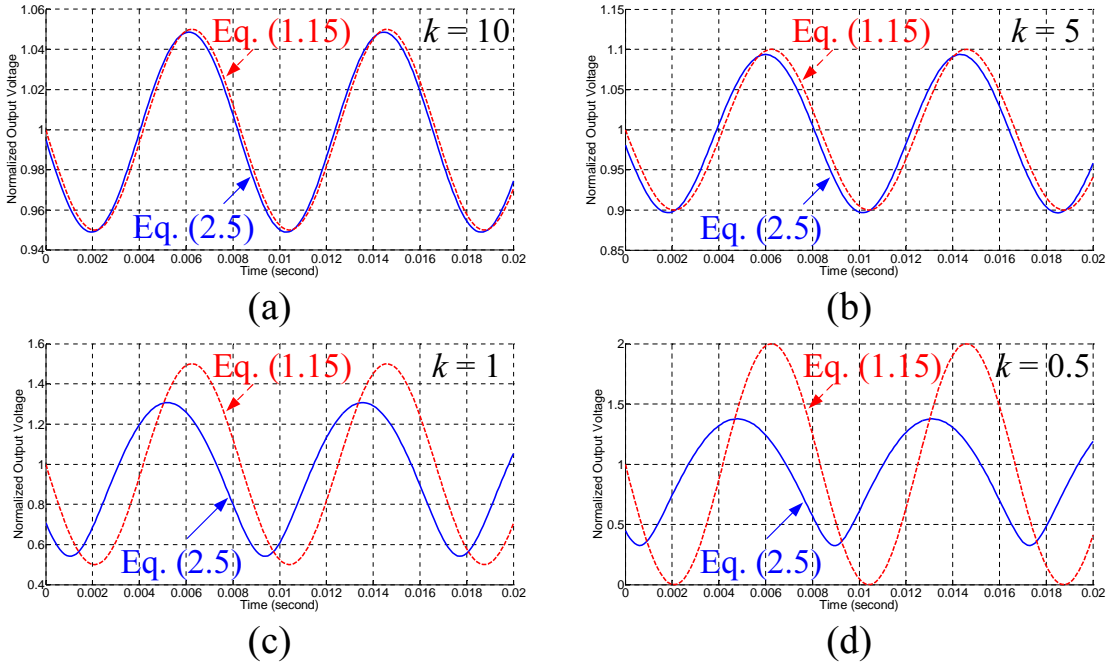 1.06
1.04
1.02
1
0.98
0.96
0.94
Normalized Output Voltage
Eq. (1.15)
k = 10
Eq. (2.5)
0 0.002 0.004 0.006 0.008 0.01 0.012 0.014 0.016 0.018 0.02
Time (second)
(a)
1.15
1.1
1.05
1
0.95
0.9
0.85
Normalized Output Voltage
Eq. (1.15)
k = 5
Eq. (2.5)
0 0.002 0.004 0.006 0.008 0.01 0.012 0.014 0.016 0.018 0.02
Time (second)
(b)
1.6
1.4
1.2
1
0.8
0.6
0.4
Normalized Output Voltage
Eq. (1.15)
k = 1
Eq. (2.5)
0 0.002 0.004 0.006 0.008 0.01 0.012 0.014 0.016 0.018 0.02
Time (second)
(c)
2
1.5
1
0.5
0
Normalized Output Voltage
Eq. (1.15)
k = 0.5
Eq. (2.5)
0 0.002 0.004 0.006 0.008 0.01 0.012 0.014 0.016 0.018 0.02
Time (second)
(d)